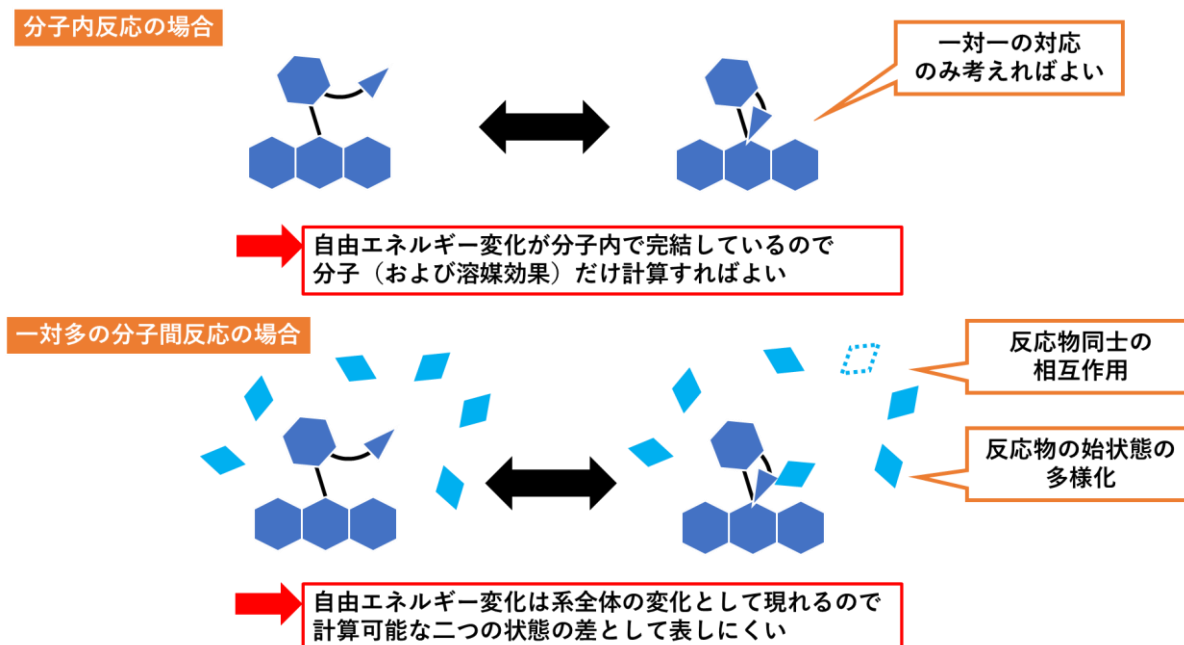 分子内反応の場合
一対一の対応
のみ考えればよい
自由エネルギー変化が分子内で完結しているので
分子（および溶媒効果）だけ計算すればよい
一対多の分子間反応の場合
反応物同士の
相互作用
反応物の始状態の
多様化
自由エネルギー変化は系全体の変化として現れるので
計算可能な二つの状態の差として表しにくい